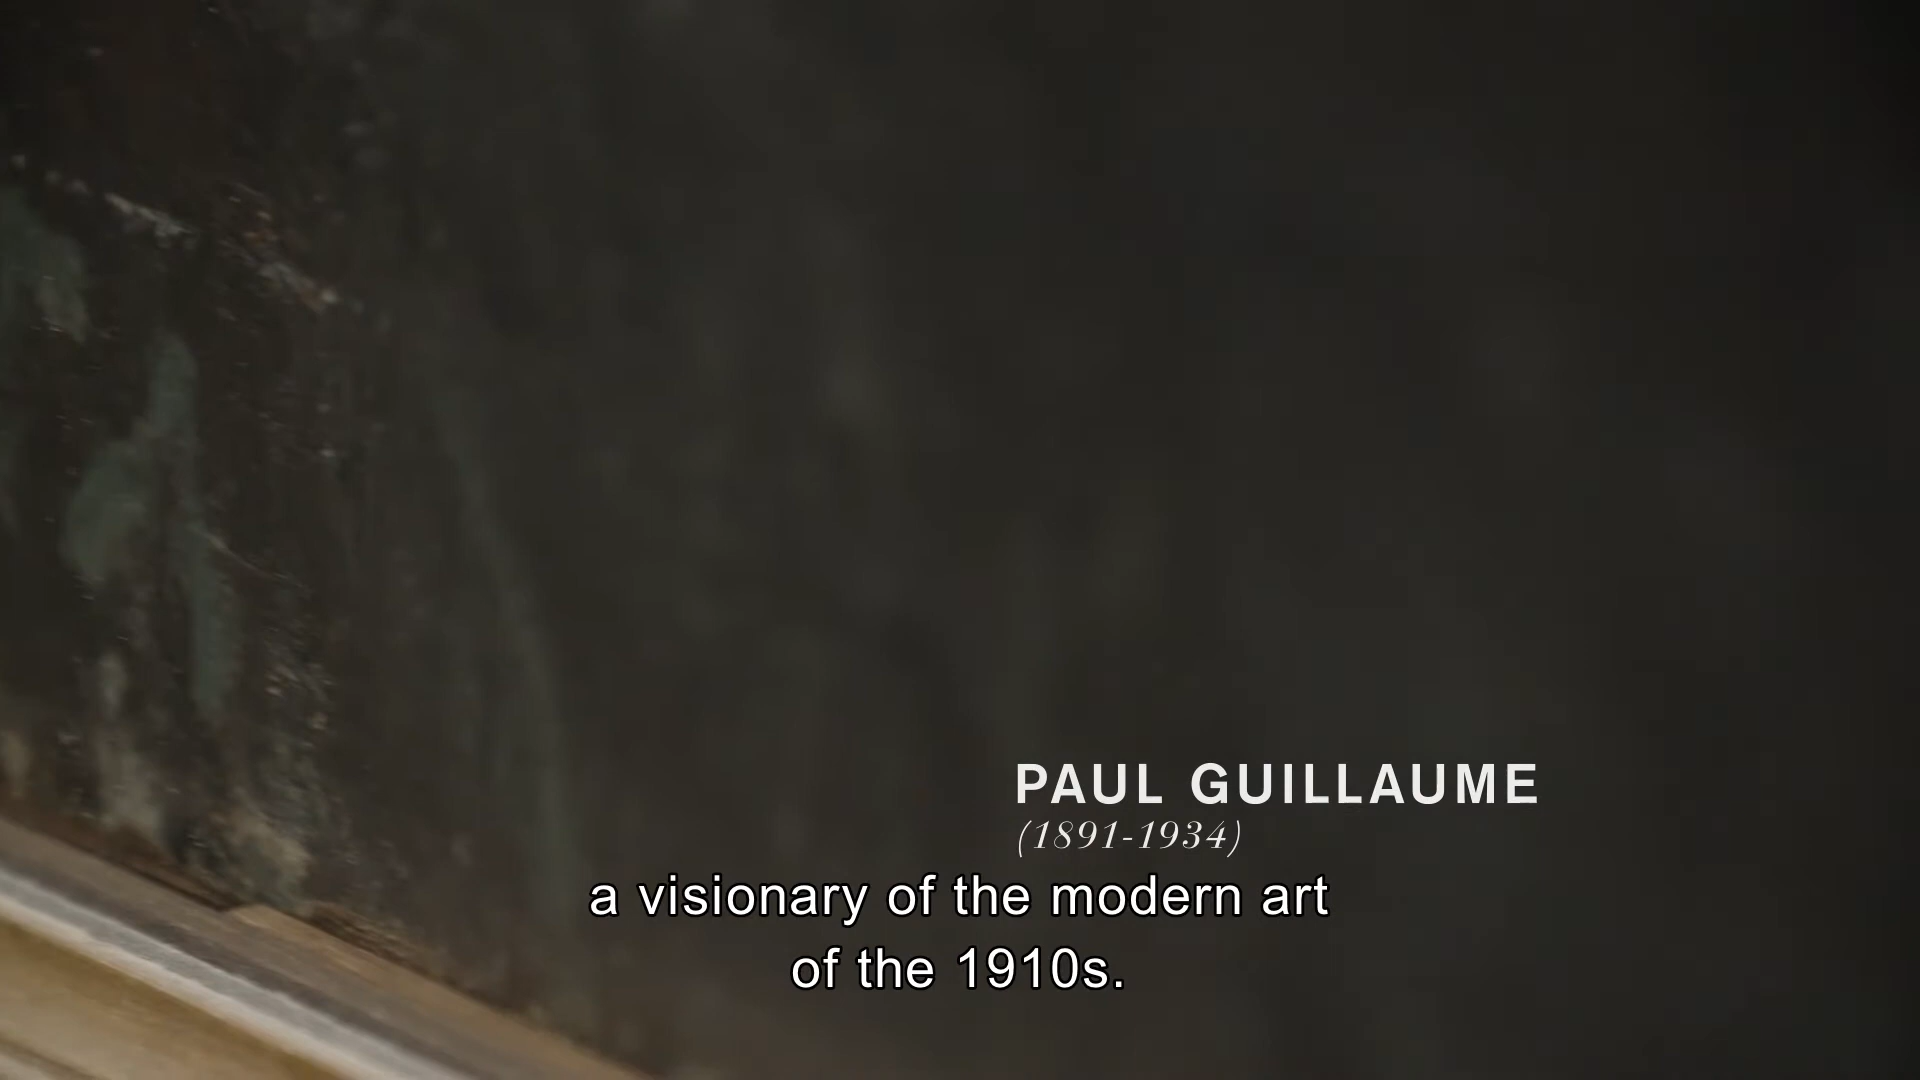 PAUL GUILLAUME
(1891-1934)
a visionary of the modern art
of the 1910s.